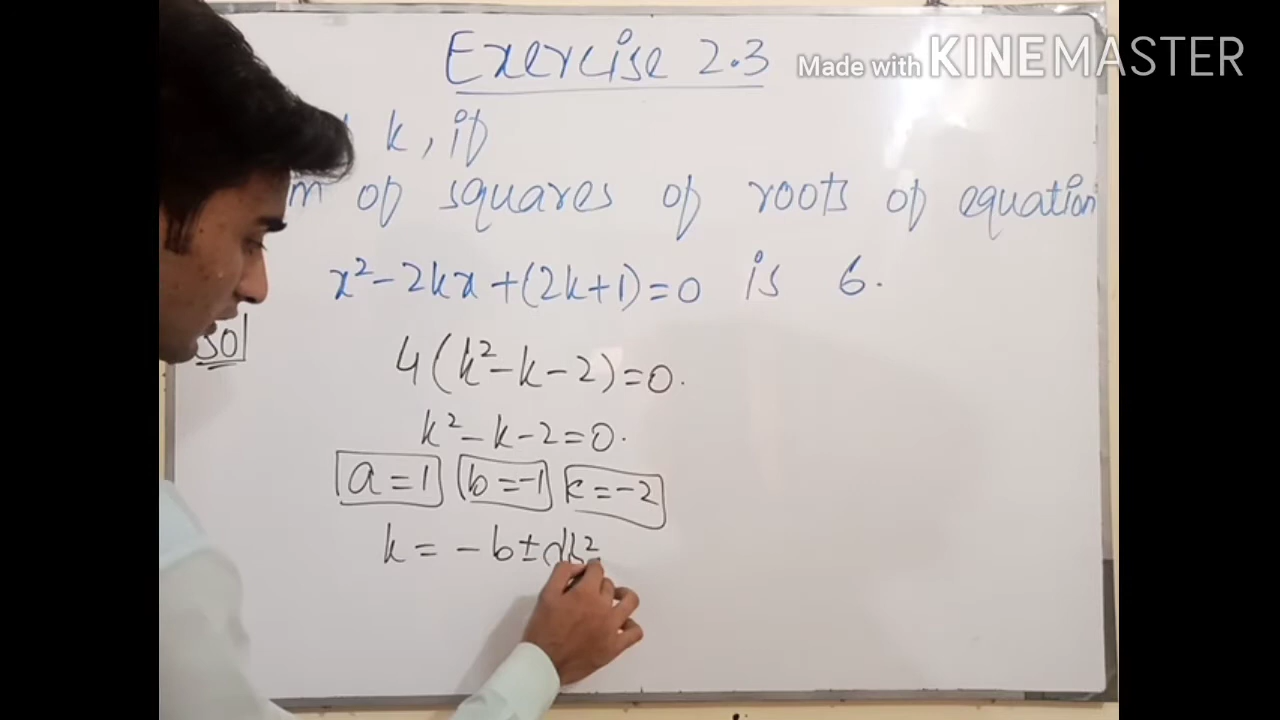 Exercise 2.3
Made with KINEMASTER
k, if
m of squares of roots of equation
x²-2kx+(2k+1)=0 is 6.
Sol
4(k²-k-2)=0.
k²-k-2=0.
a=1 b=-1 c=-2
k=-b±√b²